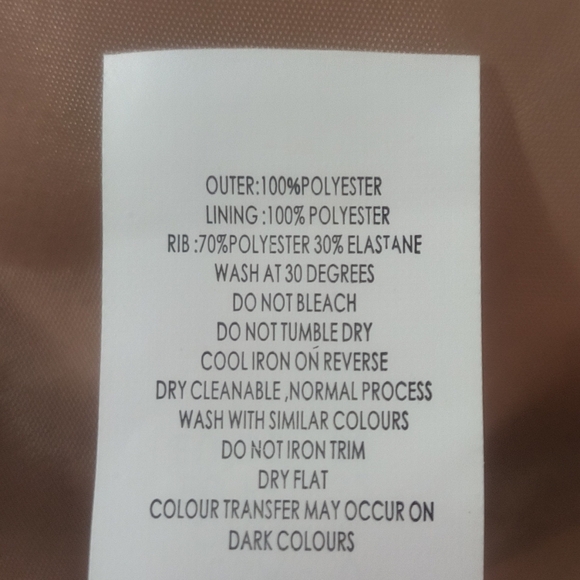 OUTER:100%POLYESTER
LINING :100% POLYESTER
RIB :70%POLYESTER 30% ELASTANE
WASH AT 30 DEGREES
DO NOT BLEACH
DO NOT TUMBLE DRY
COOL IRON ON REVERSE
DRY CLEANABLE ,NORMAL PROCESS
WASH WITH SIMILAR COLOURS
DO NOT IRON TRIM
DRY FLAT
COLOUR TRANSFER MAY OCCUR ON
DARK COLOURS